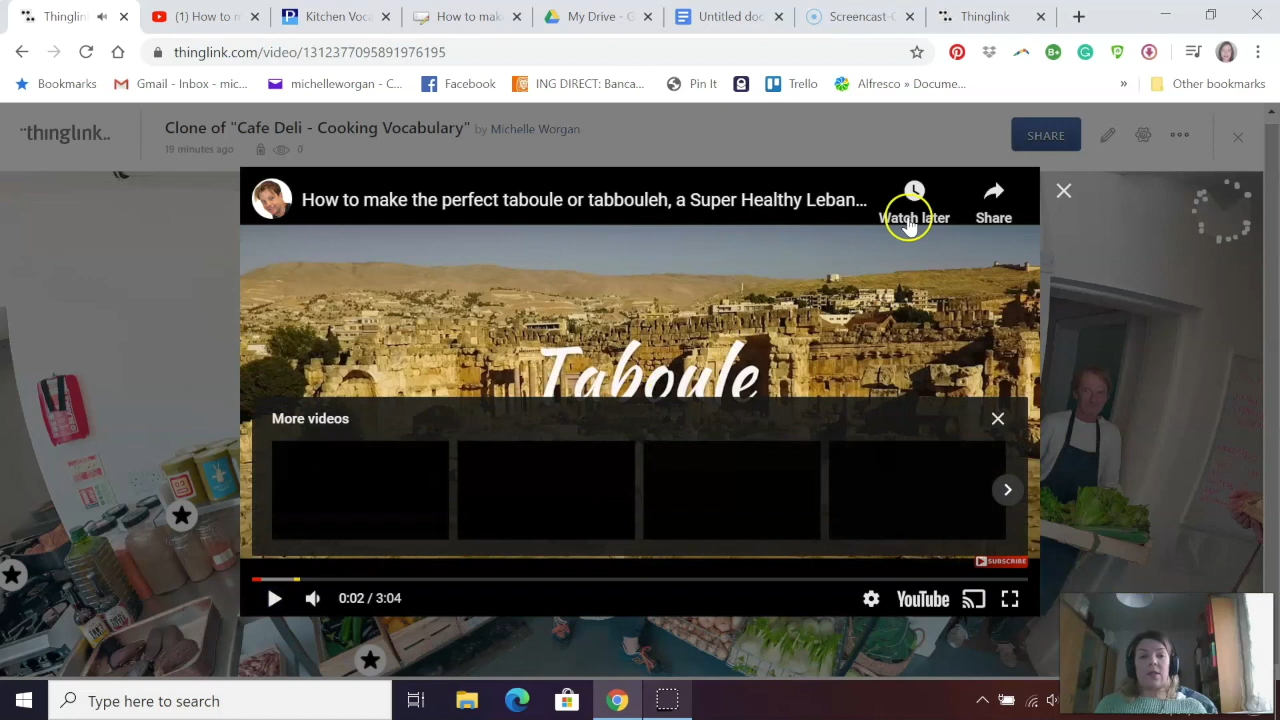 Thinglink
(1) How to m
Kitchen Voca
How to make
My Drive - G
Untitled doc
Screencast-O
Thinglink
thinglink.com/video/1312377095891976195
Bookmarks
Gmail - Inbox - mic...
michelleworgan - C...
Facebook
ING DIRECT: Banca...
Pin It
Trello
Alfresco » Docume...
»
Other bookmarks
¨thinglink..
Clone of "Cafe Deli - Cooking Vocabulary" by Michelle Worgan
19 minutes ago
0
SHARE
How to make the perfect taboule or tabbouleh, a Super Healthy Leban...
Watch later
Share
Taboule
More videos
SUBSCRIBE
0:02 / 3:04
YouTube
Type here to search